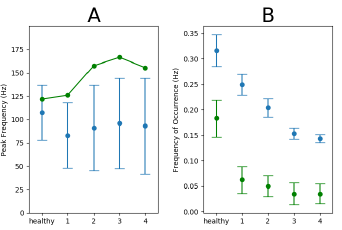 A
B
Peak Frequency (Hz)
175
150
125
100
75
50
25
0
healthy 1 2 3 4
Frequency of Occurrence (Hz)
0.35
0.30
0.25
0.20
0.15
0.10
0.05
0.00
healthy 1 2 3 4